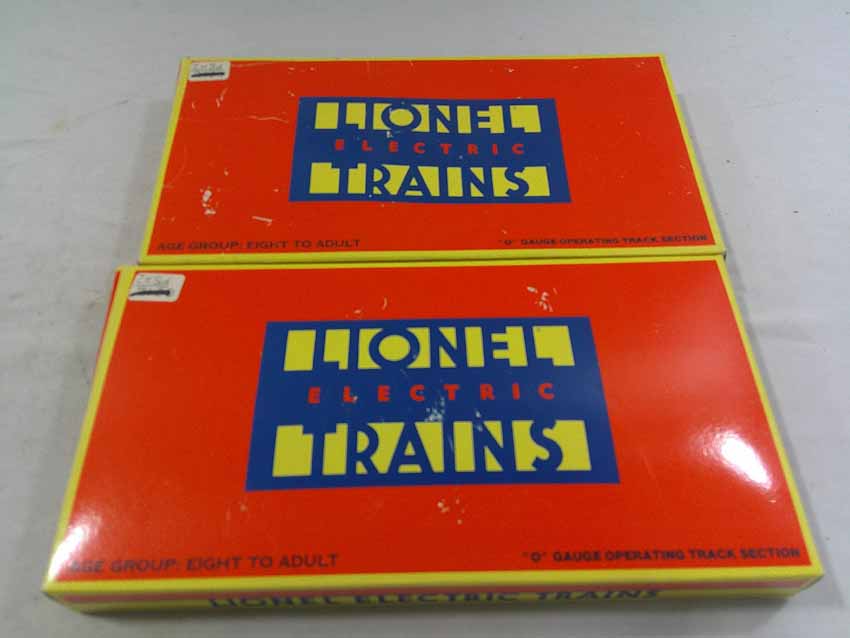 LIONEL
ELECTRIC
TRAINS
AGE GROUP: EIGHT TO ADULT
"O" GAUGE OPERATING TRACK SECTION
LIONEL
ELECTRIC
TRAINS
AGE GROUP: EIGHT TO ADULT
"O" GAUGE OPERATING TRACK SECTION
LIONEL ELECTRIC TRAINS